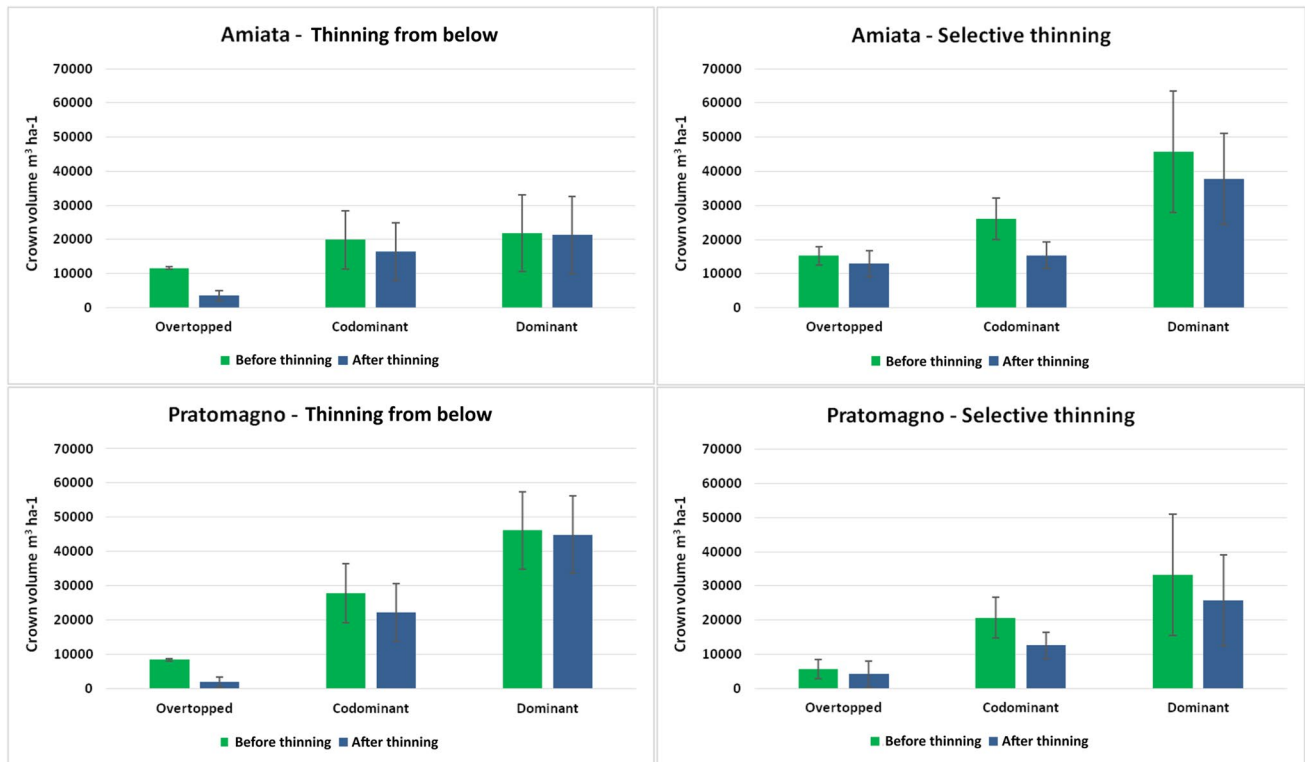 Amiata - Thinning from below
Crown volume m³ ha-1
70000
60000
50000
40000
30000
20000
10000
0
Overtopped Codominant Dominant
Before thinning After thinning
Amiata - Selective thinning
Crown volume m³ ha-1
70000
60000
50000
40000
30000
20000
10000
0
Overtopped Codominant Dominant
Before thinning After thinning
Pratomagno - Thinning from below
Crown volume m³ ha-1
70000
60000
50000
40000
30000
20000
10000
0
Overtopped Codominant Dominant
Before thinning After thinning
Pratomagno - Selective thinning
Crown volume m³ ha-1
70000
60000
50000
40000
30000
20000
10000
0
Overtopped Codominant Dominant
Before thinning After thinning